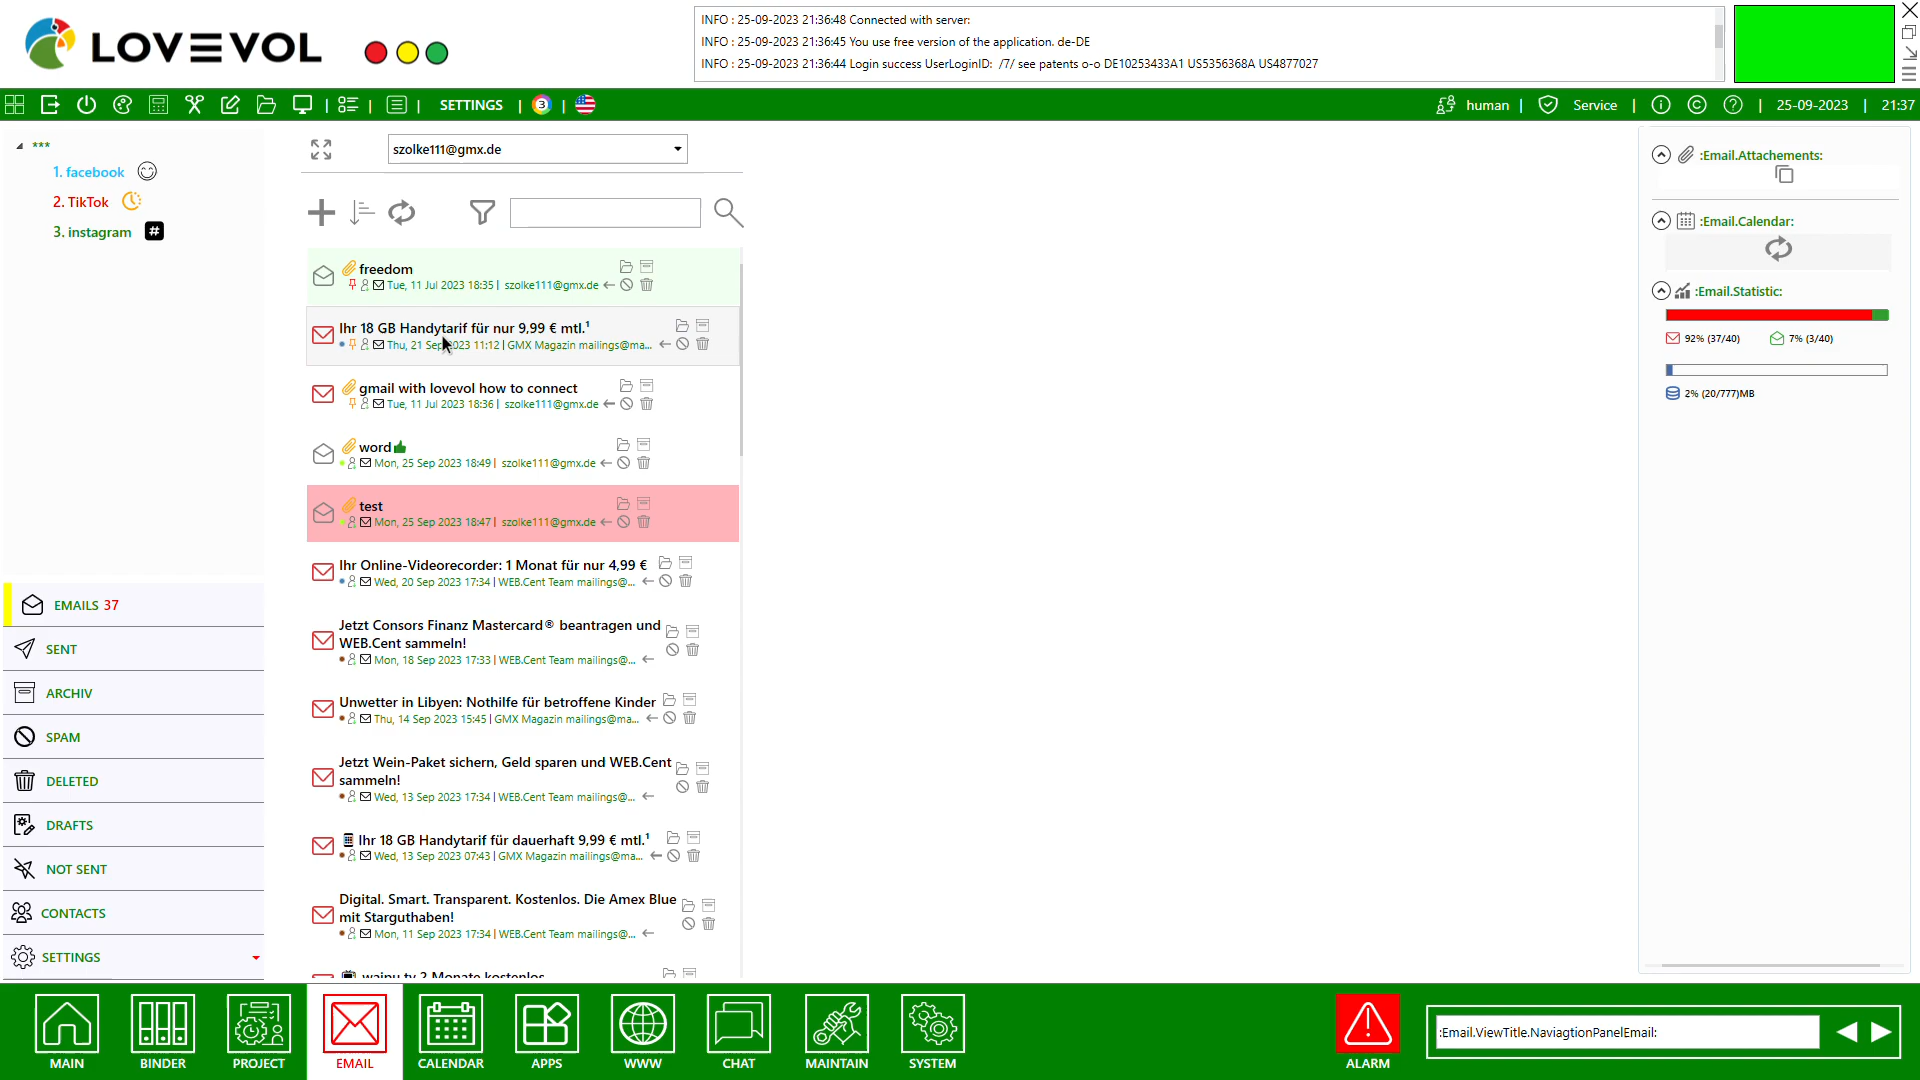 LOVEVOL
INFO : 25-09-2023 21:36:48 Connected with server:
INFO : 25-09-2023 21:36:45 You use free version of the application. de-DE
INFO : 25-09-2023 21:36:44 Login success UserLoginID: /7/ see patents o-o DE10253433A1 US5356368A US4877027
| | | SETTINGS | 3 | human | Service | 25-09-2023 | 21:37
***
1. facebook
2. TikTok
3. instagram #
EMAILS 37
SENT
ARCHIV
SPAM
DELETED
DRAFTS
NOT SENT
CONTACTS
SETTINGS
szolke111@gmx.de
freedom
Tue, 11 Jul 2023 18:35 | szolke111@gmx.de
Ihr 18 GB Handytarif für nur 9,99 € mtl.¹
Thu, 21 Sep 2023 11:12 | GMX Magazin mailings@ma...
gmail with lovevol how to connect
Tue, 11 Jul 2023 18:36 | szolke111@gmx.de
word
Mon, 25 Sep 2023 18:49 | szolke111@gmx.de
test
Mon, 25 Sep 2023 18:47 | szolke111@gmx.de
Ihr Online-Videorecorder: 1 Monat für nur 4,99 €
Wed, 20 Sep 2023 17:34 | WEB.Cent Team mailings@...
Jetzt Consors Finanz Mastercard® beantragen und
WEB.Cent sammeln!
Mon, 18 Sep 2023 17:33 | WEB.Cent Team mailings@...
Unwetter in Libyen: Nothilfe für betroffene Kinder
Thu, 14 Sep 2023 15:45 | GMX Magazin mailings@ma...
Jetzt Wein-Paket sichern, Geld sparen und WEB.Cent
sammeln!
Wed, 13 Sep 2023 17:34 | WEB.Cent Team mailings@...
Ihr 18 GB Handytarif für dauerhaft 9,99 € mtl.¹
Wed, 13 Sep 2023 07:43 | GMX Magazin mailings@ma...
Digital. Smart. Transparent. Kostenlos. Die Amex Blue
mit Starguthaben!
Mon, 11 Sep 2023 17:34 | WEB.Cent Team mailings@...
waipu.tv 2 Monate kostenlos
:Email.Attachements:
:Email.Calendar:
:Email.Statistic:
92% (37/40) 7% (3/40)
2% (20/777)MB
MAIN
BINDER
PROJECT
EMAIL
CALENDAR
APPS
WWW
CHAT
MAINTAIN
SYSTEM
ALARM
:Email.ViewTitle.NaviagtionPanelEmail: